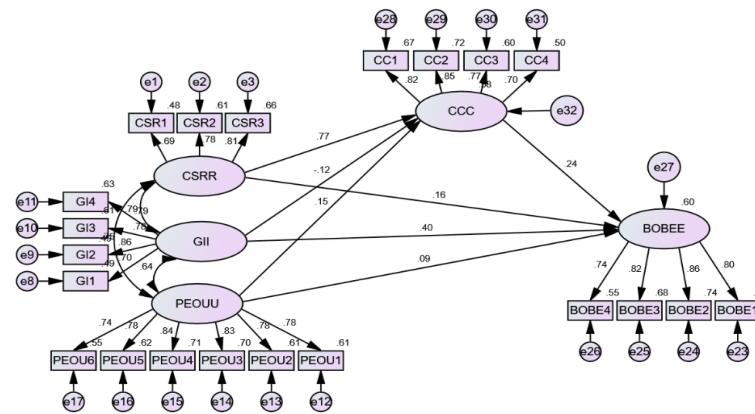 e28 e29 e30 e31
.67 .72 .60 .50
CC1 CC2 CC3 CC4
.82 .85 .77 .70
CCC
e32
e1 e2 e3
.48 .61 .66
CSR1 CSR2 CSR3
.69 .78 .81
CSRR
.77
-.12
.15
.24
.16
.40
.09
e27
.60
BOBEE
e11 GI4 .63
e10 GI3
e9 GI2
e8 GI1
.79
.79
.86
.70
.49
GII
.64
PEOUU
.74 .78 .84 .83 .78 .78
.55 .62 .71 .70 .61 .61
PEOU6 PEOU5 PEOU4 PEOU3 PEOU2 PEOU1
e17 e16 e15 e14 e13 e12
.74 .82 .86 .80
.55 .68 .74
BOBE4 BOBE3 BOBE2 BOBE1
e26 e25 e24 e23